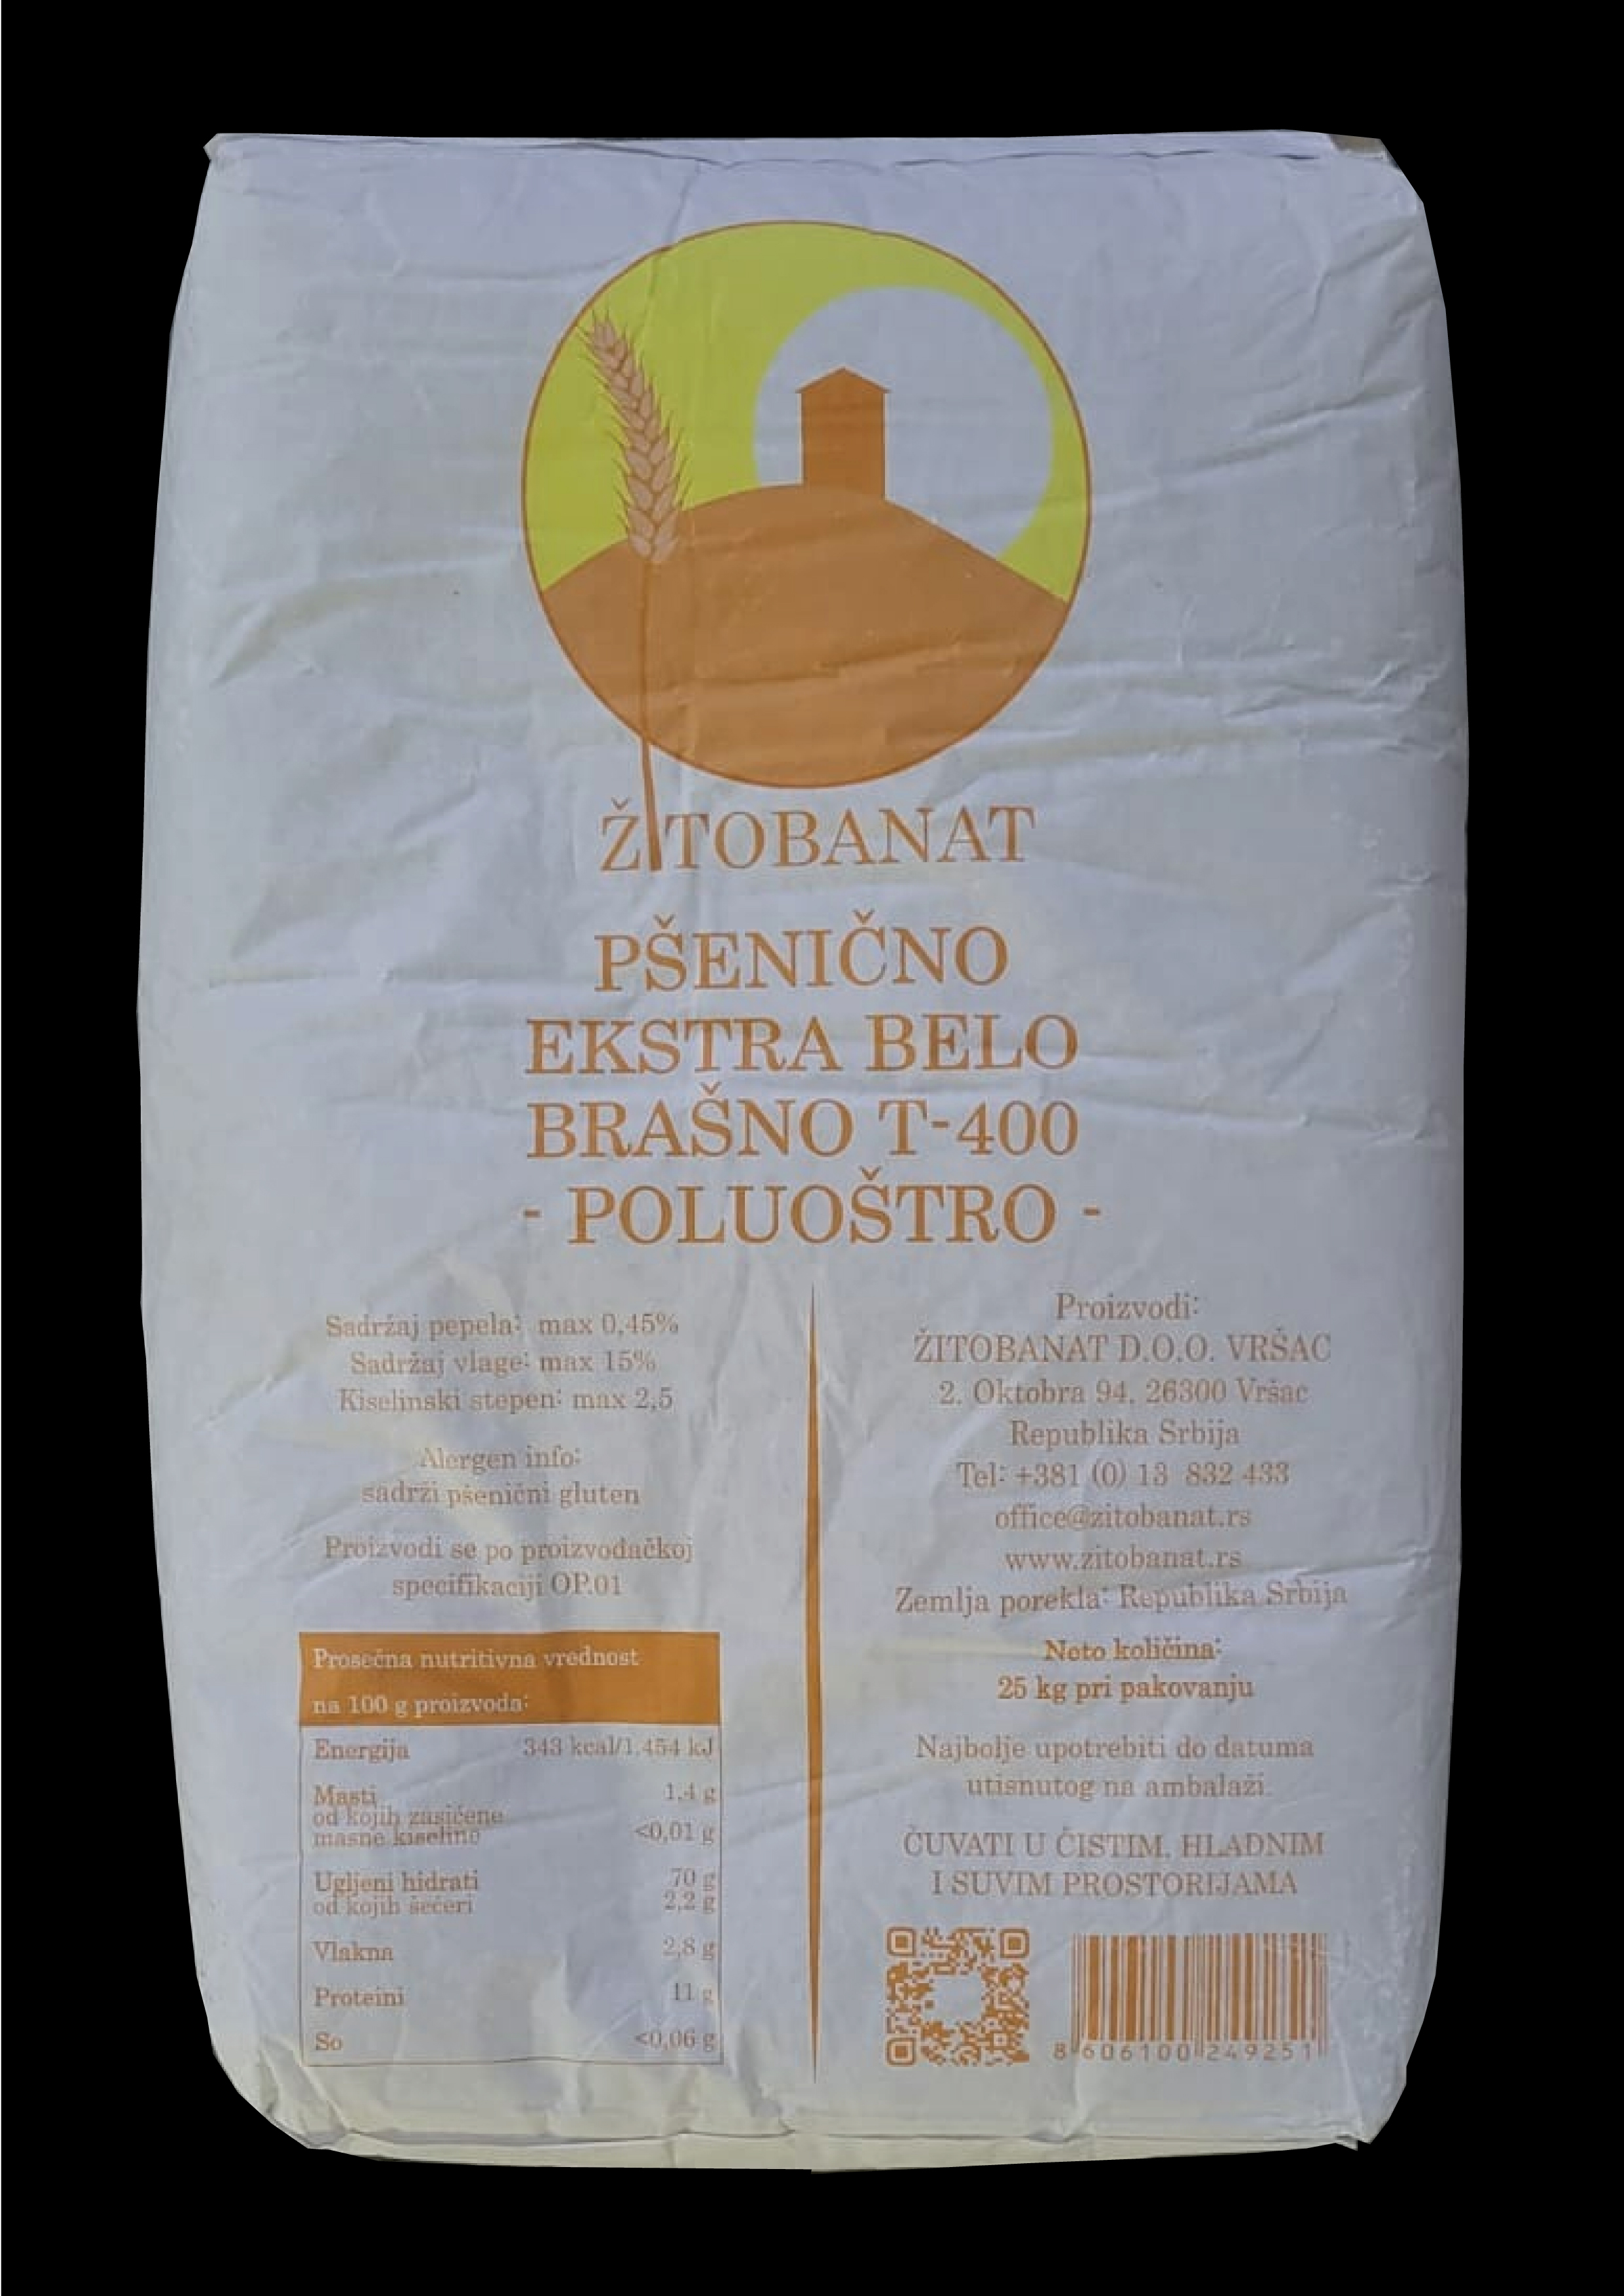 ŽITOBANAT
PŠENIČNO
EKSTRA BELO
BRAŠNO T-400
- POLUOŠTRO -
Sadržaj pepela: max 0,45%
Sadržaj vlage: max 15%
Kiselinski stepen: max 2,5
Alergen info:
sadrži pšenični gluten
Proizvodi se po proizvođačkoj
specifikaciji OP.01
Prosečna nutritivna vrednost
na 100 g proizvoda:
Energija 343 kcal/1.454 kJ
Masti 1,4 g
od kojih zasićene
masne kiseline <0,01 g
Ugljeni hidrati 70 g
od kojih šećeri 2,2 g
Vlakna 2,8 g
Proteini 11 g
So <0,06 g
Proizvodi:
ŽITOBANAT D.O.O. VRŠAC
2. Oktobra 94, 26300 Vršac
Republika Srbija
Tel: +381 (0) 13 832 433
office@zitobanat.rs
www.zitobanat.rs
Zemlja porekla: Republika Srbija
Neto količina:
25 kg pri pakovanju
Najbolje upotrebiti do datuma
utisnutog na ambalaži.
ČUVATI U ČISTIM, HLADNIM
I SUVIM PROSTORIJAMA
8 606100 249251